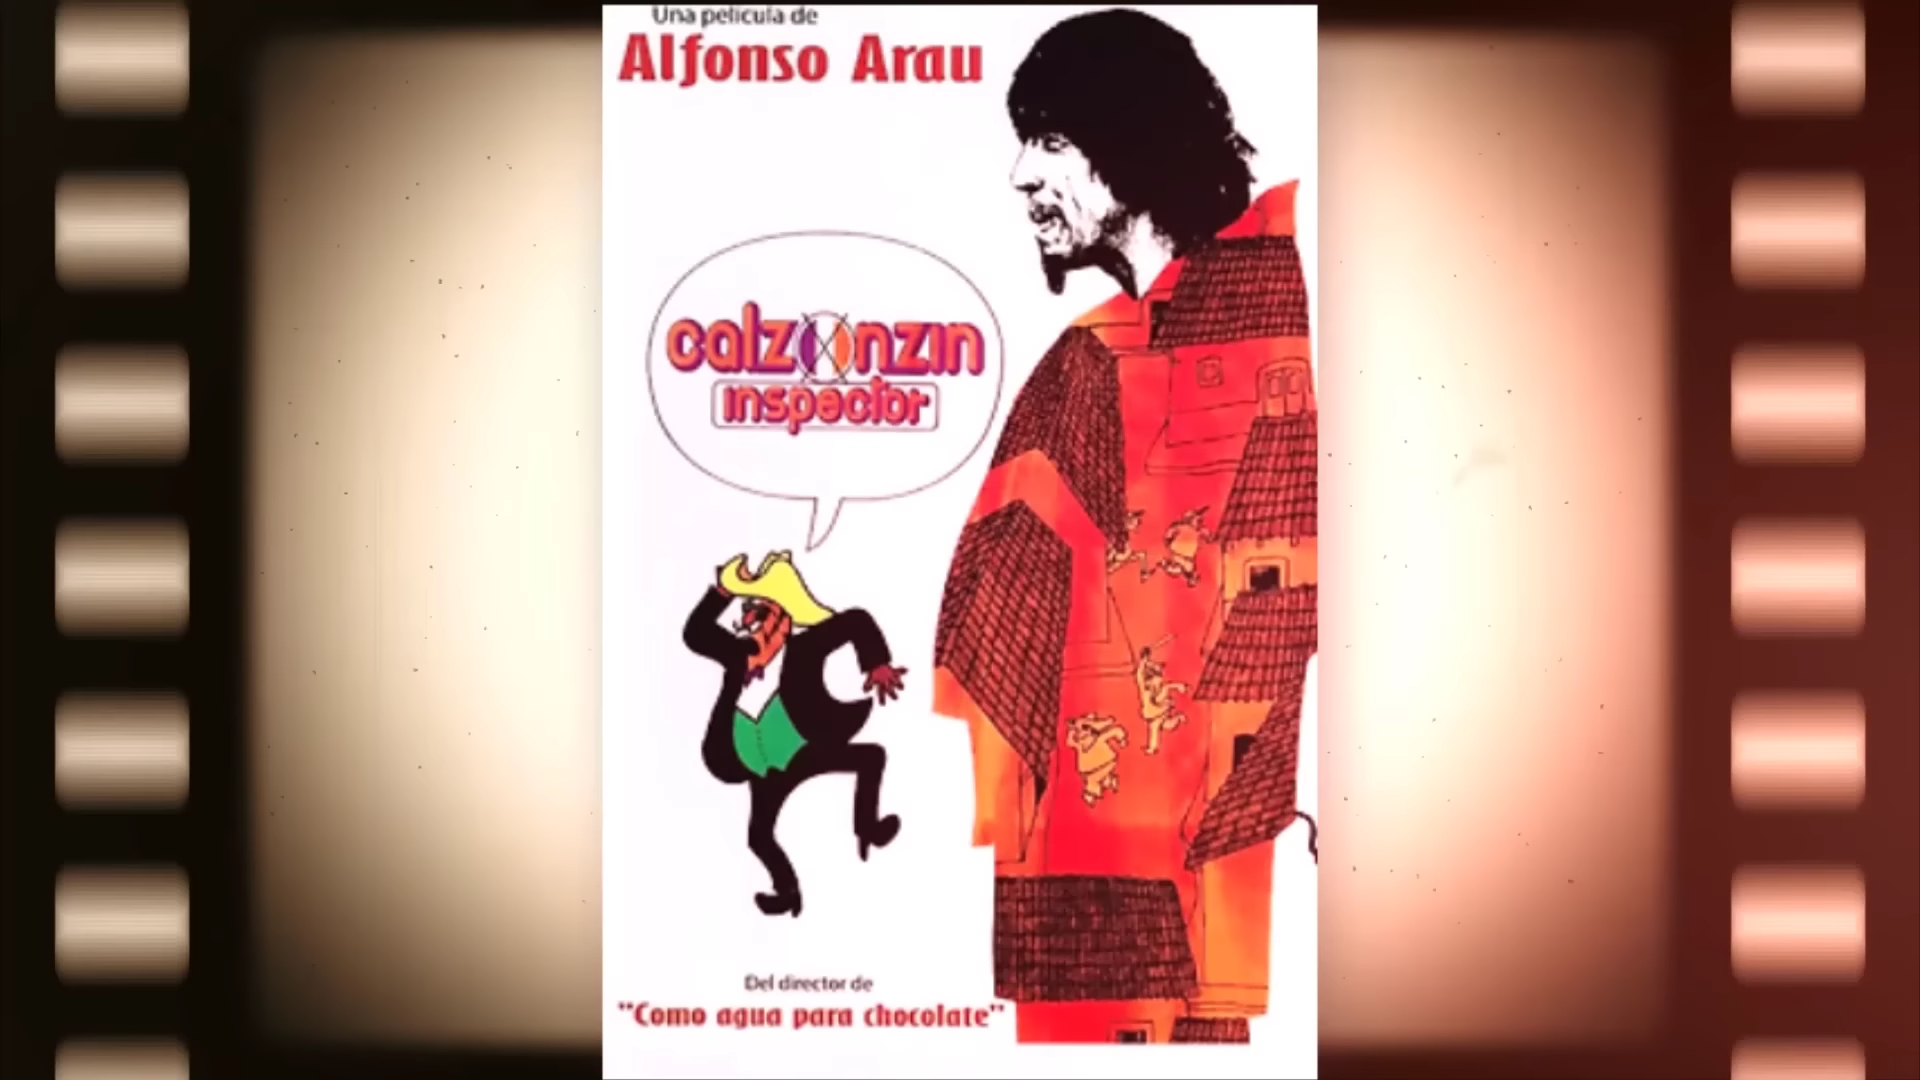 Una película de
Alfonso Arau
calzonzin
inspector
Del director de
"Como agua para chocolate"